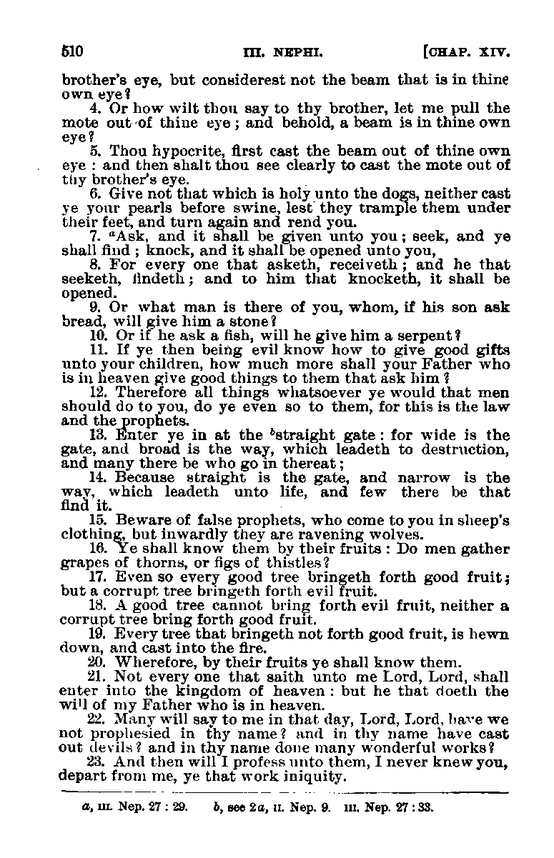 510 III. NEPHI. [CHAP. XIV.
brother's eye, but considerest not the beam that is in thine
own eye?
4. Or how wilt thou say to thy brother, let me pull the
mote out of thine eye; and behold, a beam is in thine own
eye?
5. Thou hypocrite, first cast the beam out of thine own
eye : and then shalt thou see clearly to cast the mote out of
thy brother's eye.
6. Give not that which is holy unto the dogs, neither cast
ye your pearls before swine, lest they trample them under
their feet, and turn again and rend you.
7. ᵃAsk, and it shall be given unto you; seek, and ye
shall find; knock, and it shall be opened unto you,
8. For every one that asketh, receiveth; and he that
seeketh, findeth; and to him that knocketh, it shall be
opened.
9. Or what man is there of you, whom, if his son ask
bread, will give him a stone?
10. Or if he ask a fish, will he give him a serpent?
11. If ye then being evil know how to give good gifts
unto your children, how much more shall your Father who
is in heaven give good things to them that ask him?
12. Therefore all things whatsoever ye would that men
should do to you, do ye even so to them, for this is the law
and the prophets.
13. Enter ye in at the ᵇstraight gate: for wide is the
gate, and broad is the way, which leadeth to destruction,
and many there be who go in thereat;
14. Because straight is the gate, and narrow is the
way, which leadeth unto life, and few there be that
find it.
15. Beware of false prophets, who come to you in sheep's
clothing, but inwardly they are ravening wolves.
16. Ye shall know them by their fruits: Do men gather
grapes of thorns, or figs of thistles?
17. Even so every good tree bringeth forth good fruit;
but a corrupt tree bringeth forth evil fruit.
18. A good tree cannot bring forth evil fruit, neither a
corrupt tree bring forth good fruit.
19. Every tree that bringeth not forth good fruit, is hewn
down, and cast into the fire.
20. Wherefore, by their fruits ye shall know them.
21. Not every one that saith unto me Lord, Lord, shall
enter into the kingdom of heaven: but he that doeth the
will of my Father who is in heaven.
22. Many will say to me in that day, Lord, Lord, have we
not prophesied in thy name? and in thy name have cast
out devils? and in thy name done many wonderful works?
23. And then will I profess unto them, I never knew you,
depart from me, ye that work iniquity.
a, III. Nep. 27 : 29. b, see 2a, II. Nep. 9. III. Nep. 27 : 33.